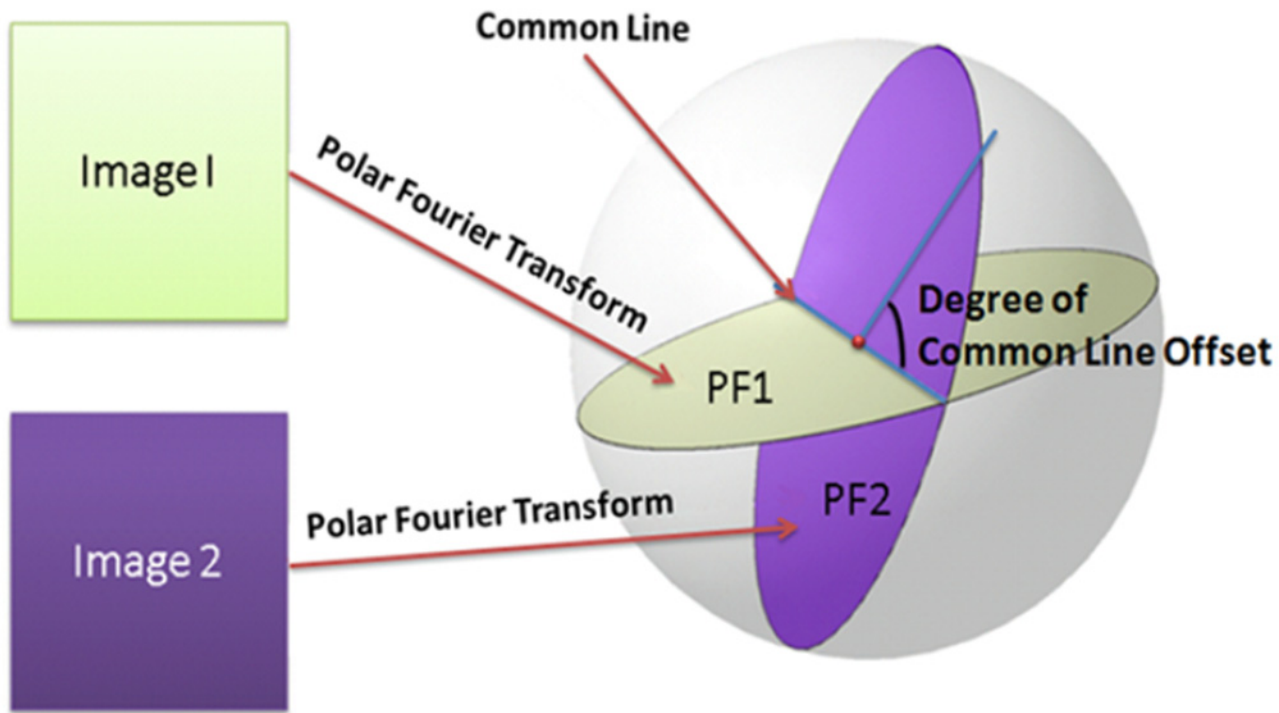 Common Line
Image I
Polar Fourier Transform
Degree of
Common Line Offset
PF1
PF2
Polar Fourier Transform
Image 2